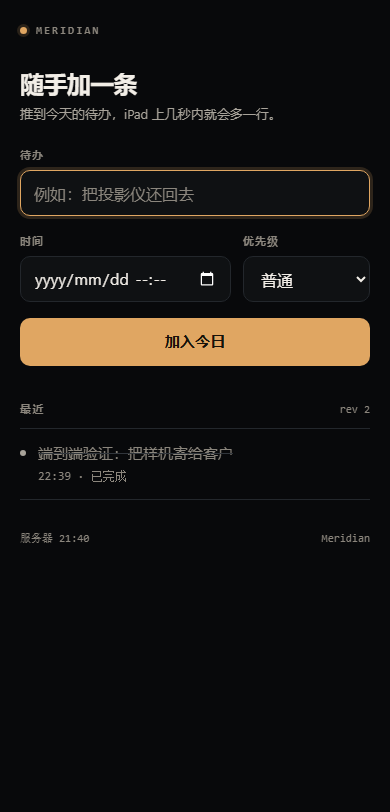 MERIDIAN
随手加一条
推到今天的待办，iPad 上几秒内就会多一行。
待办
例如：把投影仪还回去
时间 优先级
yyyy/mm/dd --:-- 普通
加入今日
最近 rev 2
端到端验证：把样机寄给客户
22:39 · 已完成
服务器 21:40 Meridian